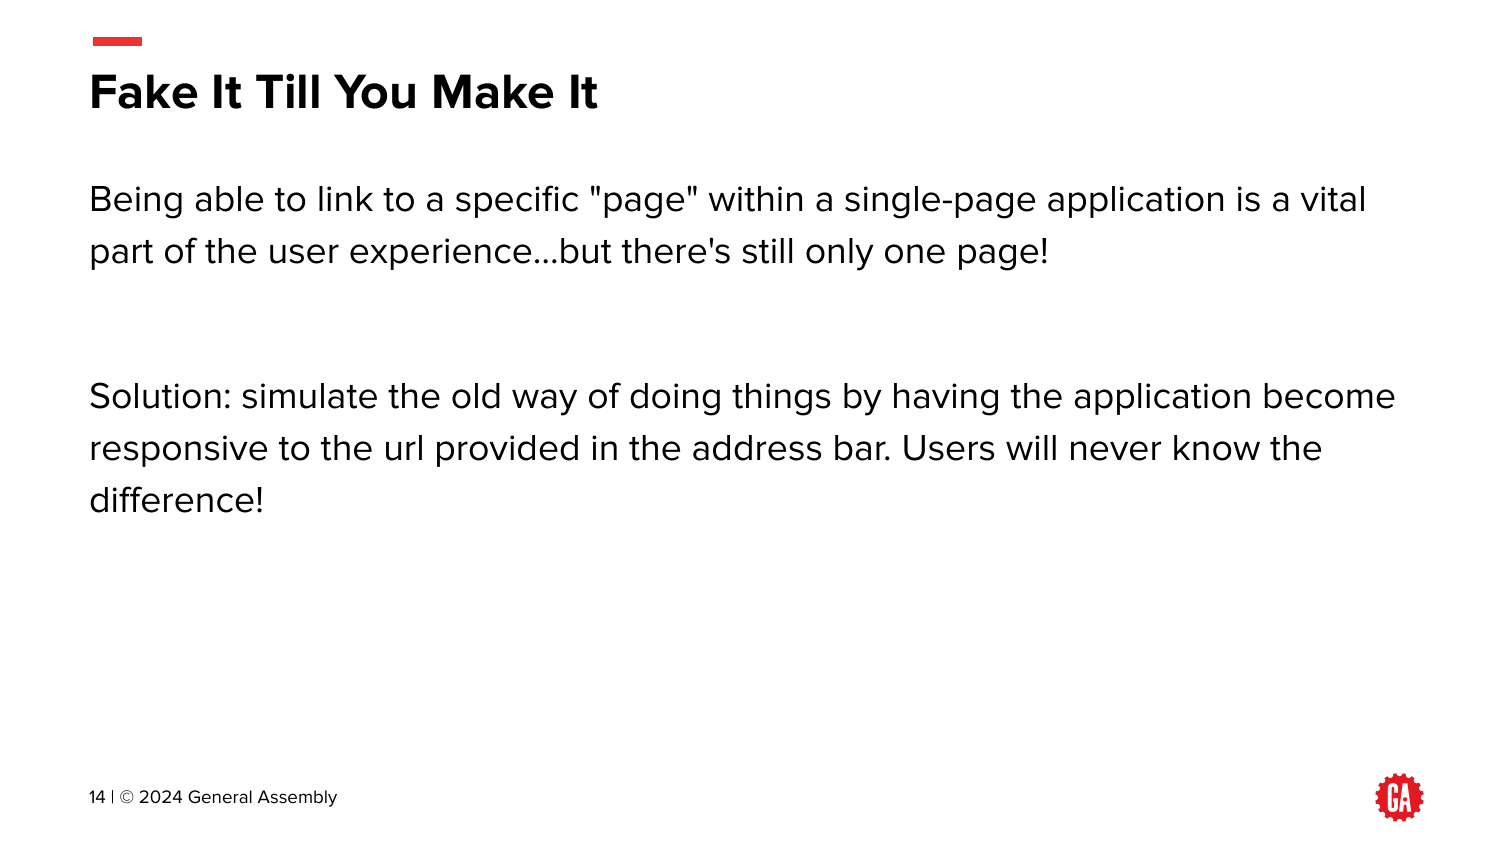 Fake It Till You Make It
Being able to link to a specific "page" within a single-page application is a vital
part of the user experience...but there's still only one page!
Solution: simulate the old way of doing things by having the application become
responsive to the url provided in the address bar. Users will never know the
difference!
14 | © 2024 General Assembly
GA